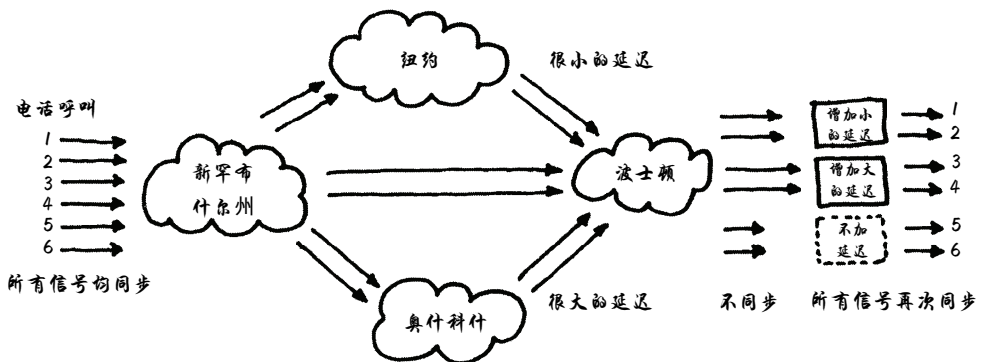 纽约
很小的延迟
电话呼叫
1
2
3
4
5
6
新罕布
什尔州
波士顿
增加小
的延迟
增加大
的延迟
不加
延迟
1
2
3
4
5
6
所有信号均同步
奥什科什
很大的延迟
不同步
所有信号再次同步